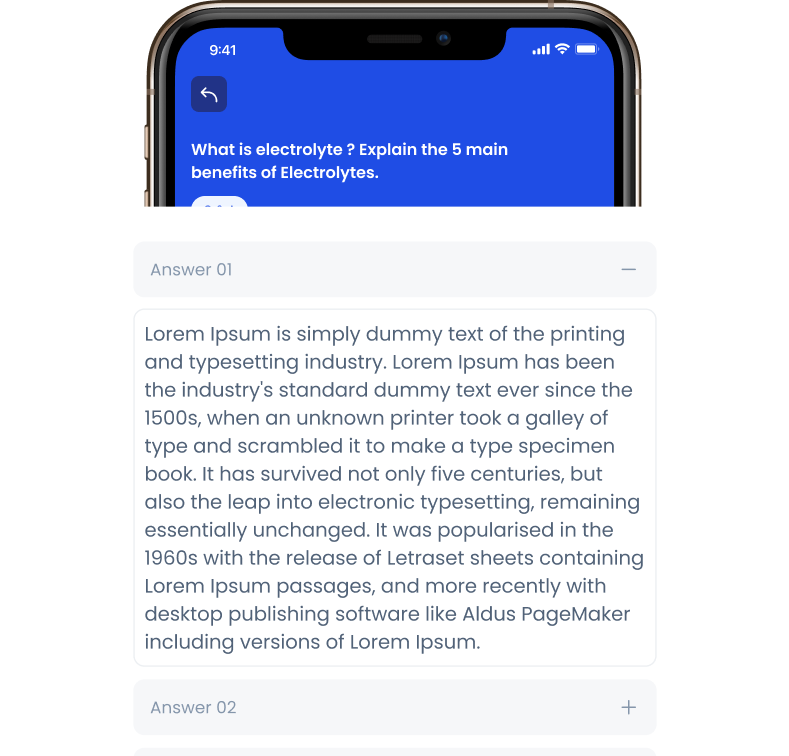 9:41
What is electrolyte ? Explain the 5 main
benefits of Electrolytes.
Answer 01
Lorem Ipsum is simply dummy text of the printing
and typesetting industry. Lorem Ipsum has been
the industry's standard dummy text ever since the
1500s, when an unknown printer took a galley of
type and scrambled it to make a type specimen
book. It has survived not only five centuries, but
also the leap into electronic typesetting, remaining
essentially unchanged. It was popularised in the
1960s with the release of Letraset sheets containing
Lorem Ipsum passages, and more recently with
desktop publishing software like Aldus PageMaker
including versions of Lorem Ipsum.
Answer 02